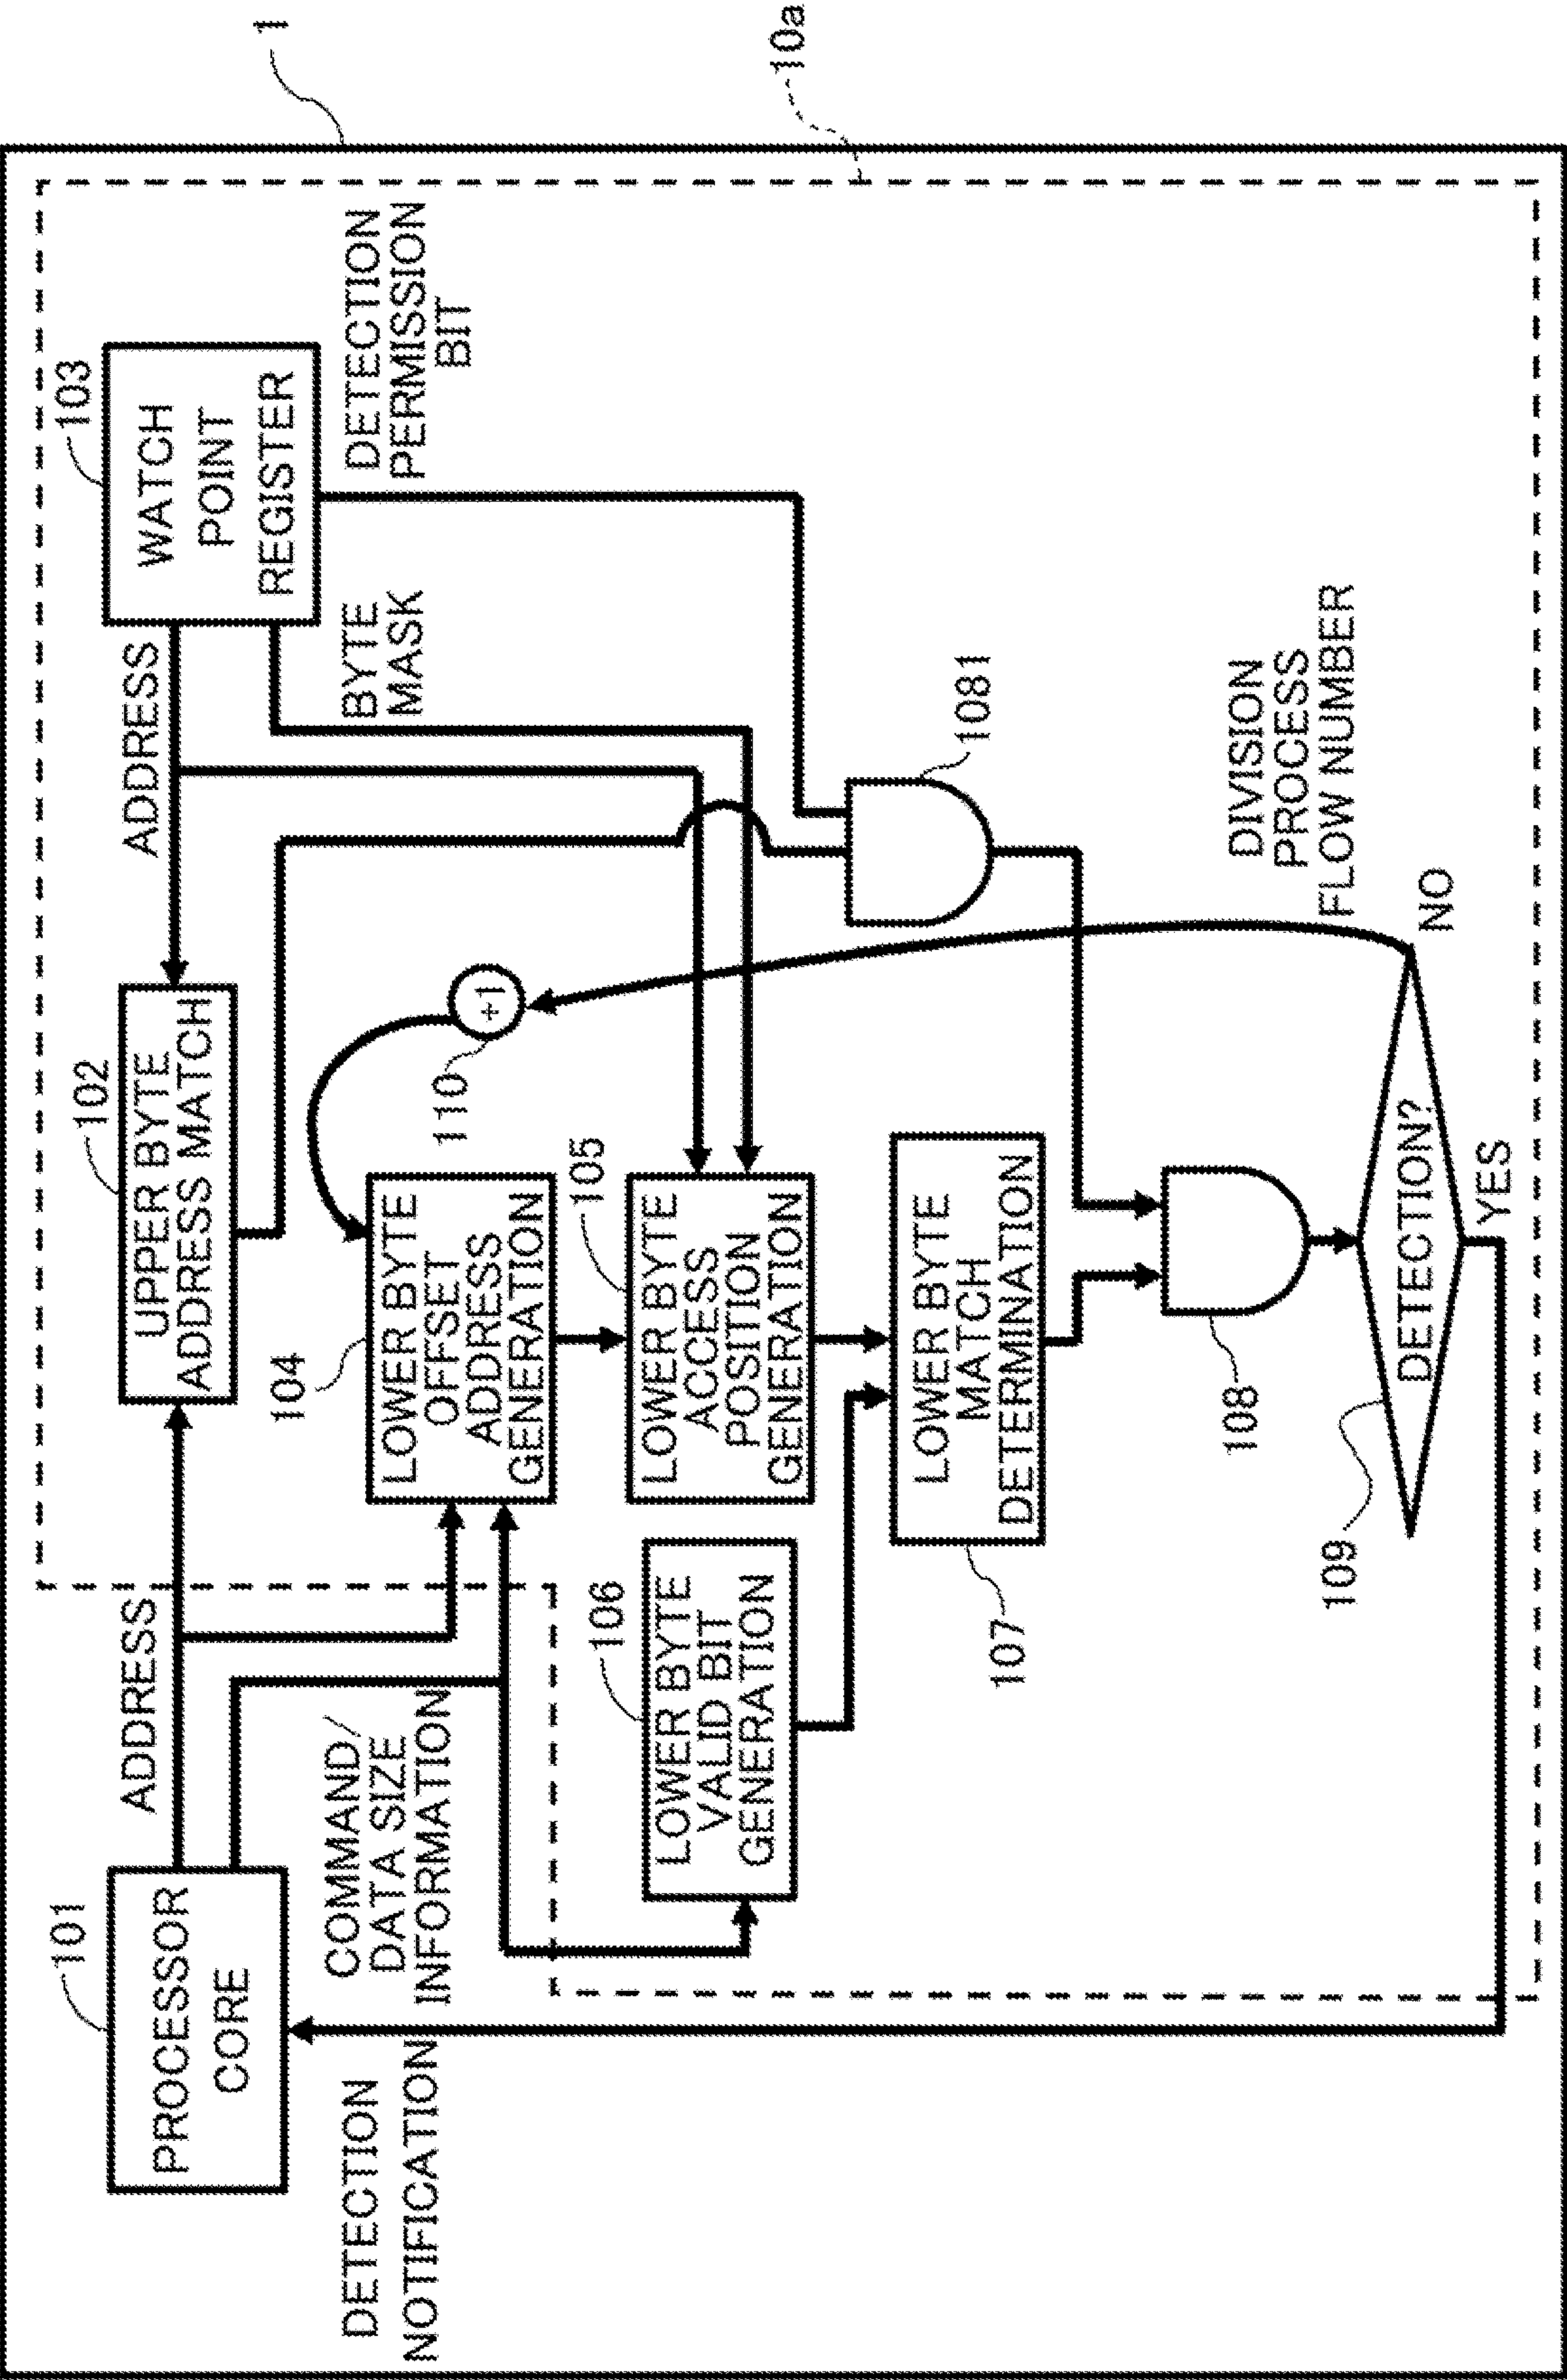 1
10a
101
PROCESSOR
CORE
ADDRESS
102
UPPER BYTE
ADDRESS MATCH
ADDRESS
103
WATCH
POINT
REGISTER
DETECTION
NOTIFICATION
COMMAND/
DATA SIZE
INFORMATION
104
LOWER BYTE
OFFSET
ADDRESS
GENERATION
110
+1
BYTE
MASK
DETECTION
PERMISSION
BIT
105
LOWER BYTE
ACCESS
POSITION
GENERATION
106
LOWER BYTE
VALID BIT
GENERATION
107
LOWER BYTE
MATCH
DETERMINATION
1081
108
DIVISION
PROCESS
FLOW NUMBER
109
DETECTION?
NO
YES